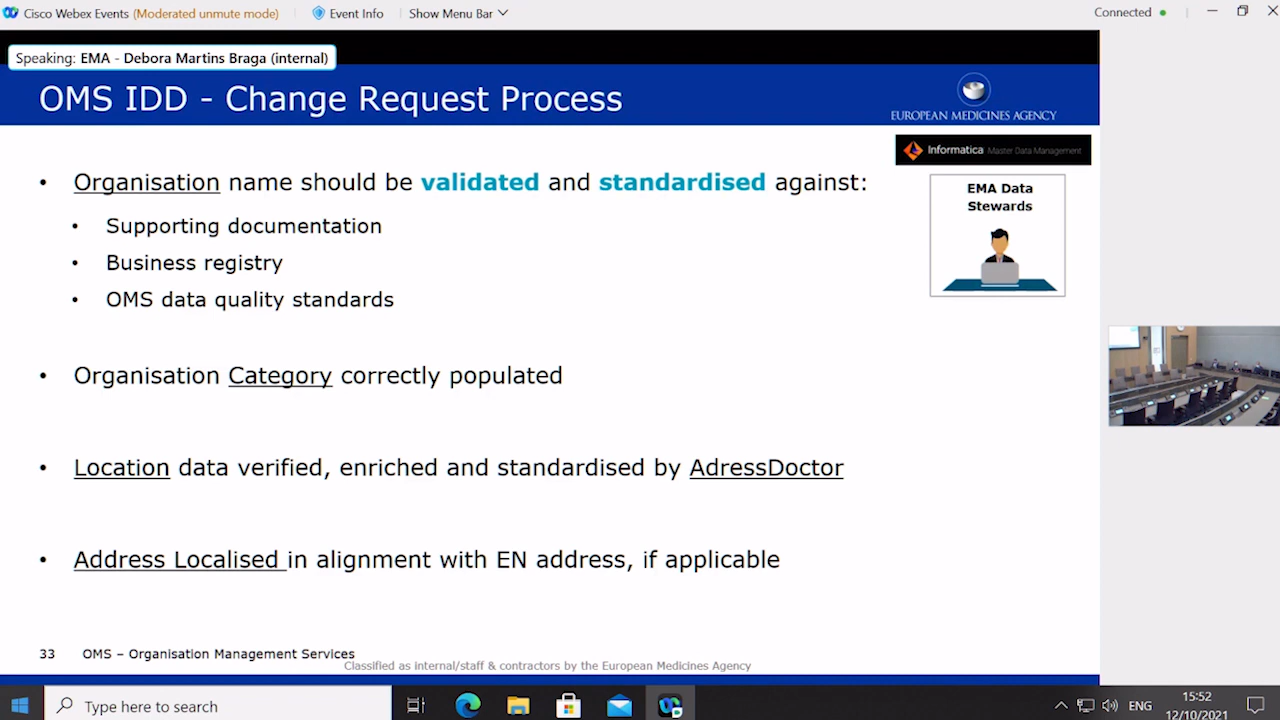 Cisco Webex Events (Moderated unmute mode) Event Info Show Menu Bar Connected
Speaking: EMA - Debora Martins Braga (internal)
OMS IDD - Change Request Process
EUROPEAN MEDICINES AGENCY
Informatica Master Data Management
• Organisation name should be validated and standardised against:
EMA Data
Stewards
• Supporting documentation
• Business registry
• OMS data quality standards
• Organisation Category correctly populated
• Location data verified, enriched and standardised by AdressDoctor
• Address Localised in alignment with EN address, if applicable
33 OMS – Organisation Management Services
Classified as internal/staff & contractors by the European Medicines Agency
Type here to search
ENG
15:52
12/10/2021